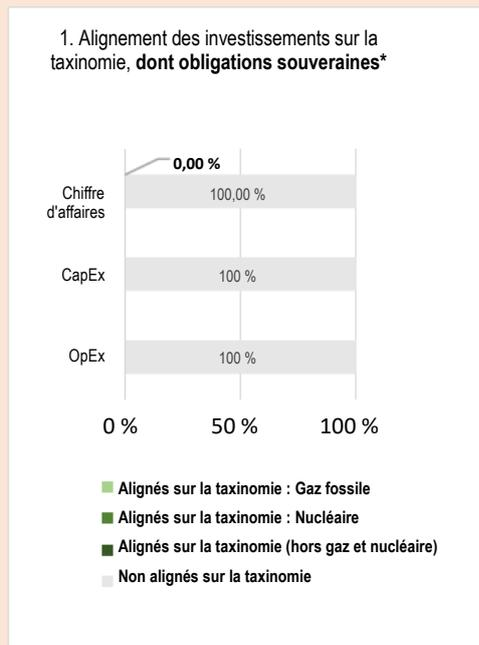 1. Alignement des investissements sur la
taxinomie, dont obligations souveraines*
0,00 %
Chiffre
d'affaires
100,00 %
CapEx
100 %
OpEx
100 %
0 %
50 %
100 %
Alignés sur la taxinomie : Gaz fossile
Alignés sur la taxinomie : Nucléaire
Alignés sur la taxinomie (hors gaz et nucléaire)
Non alignés sur la taxinomie